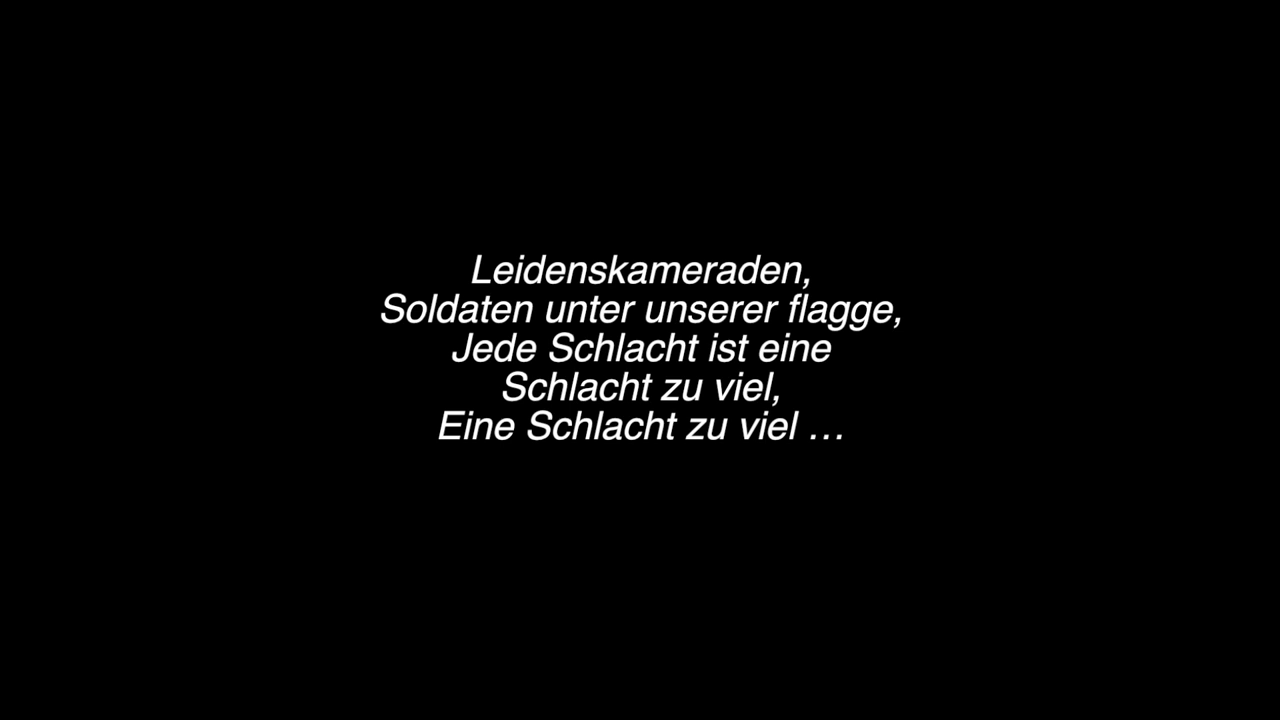 Leidenskameraden,
Soldaten unter unserer flagge,
Jede Schlacht ist eine
Schlacht zu viel,
Eine Schlacht zu viel …